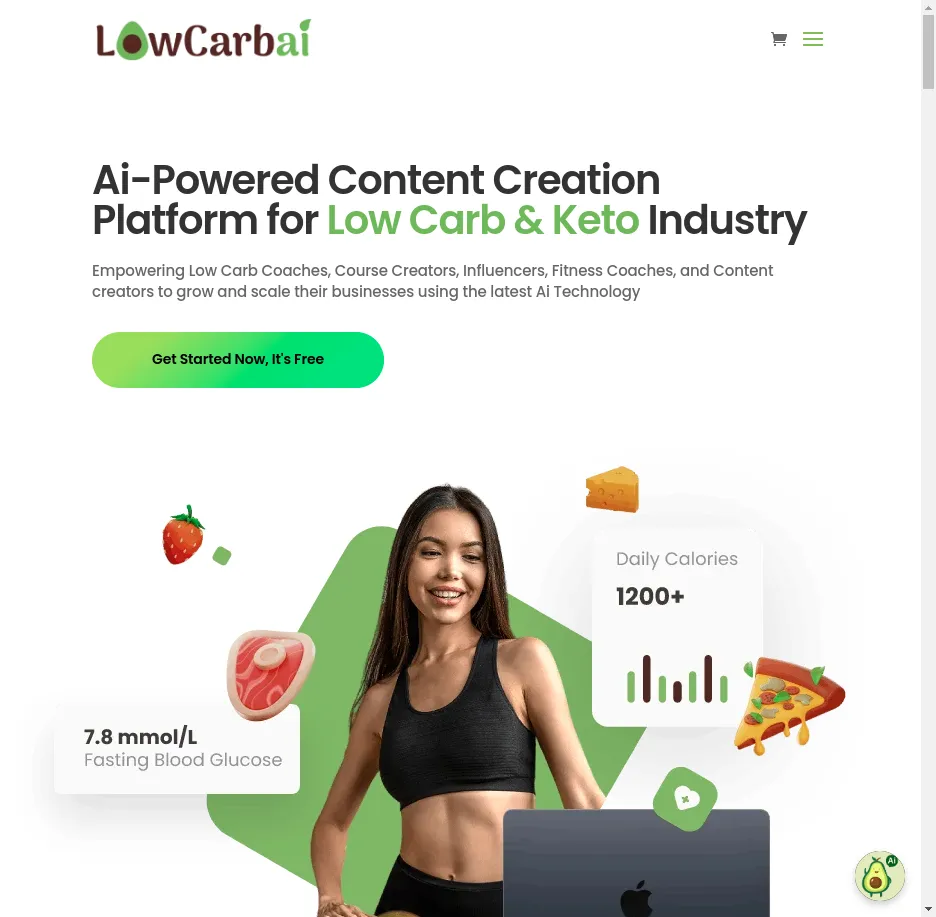 LowCarbai
Ai-Powered Content Creation
Platform for Low Carb & Keto Industry
Empowering Low Carb Coaches, Course Creators, Influencers, Fitness Coaches, and Content
creators to grow and scale their businesses using the latest Ai Technology
Get Started Now, It's Free
Daily Calories
1200+
7.8 mmol/L
Fasting Blood Glucose
Ai